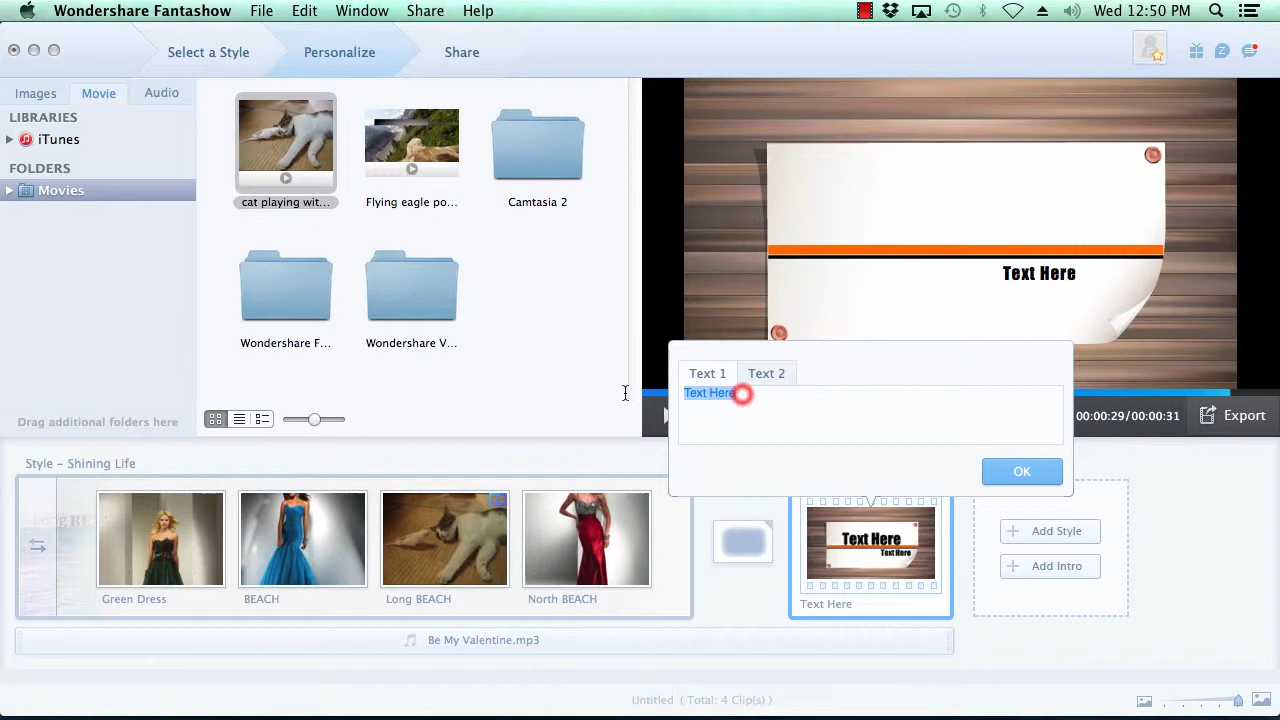 Wondershare Fantashow File Edit Window Share Help Wed 12:50 PM
Select a Style Personalize Share
Images Movie Audio
LIBRARIES
iTunes
FOLDERS
Movies
cat playing wit... Flying eagle po... Camtasia 2
Wondershare F... Wondershare V...
Drag additional folders here
Text Here
Text 1 Text 2
Text Here
OK
00:00:29/00:00:31 Export
Style – Shining Life
Green Dress BEACH Long BEACH North BEACH
Text Here
Text Here
Text Here
Add Style
Add Intro
Be My Valentine.mp3
Untitled ( Total: 4 Clip(s) )